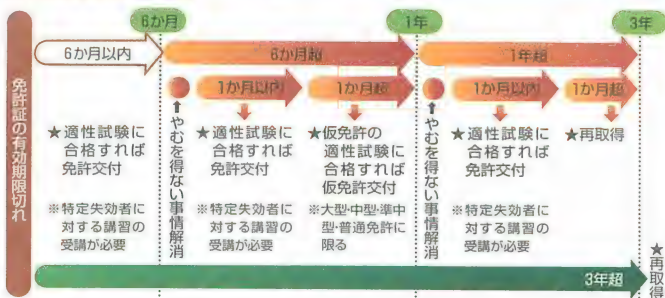 6か月
1年
3年
6か月以内
6か月超
1年超
免許証の有効期限切れ
★適性試験に
合格すれば
免許交付
※特定失効者に
対する講習の
受講が必要
↑やむを得ない事情解消
1か月以内
★適性試験に
合格すれば
免許交付
※特定失効者に
対する講習の
受講が必要
1か月超
★仮免許の
適性試験に
合格すれば
仮免許交付
※大型・中型・準中
型・普通免許に
限る
↑やむを得ない事情解消
1か月以内
★適性試験に
合格すれば
免許交付
※特定失効者に
対する講習の
受講が必要
1か月超
★再取得
3年超
★再取得